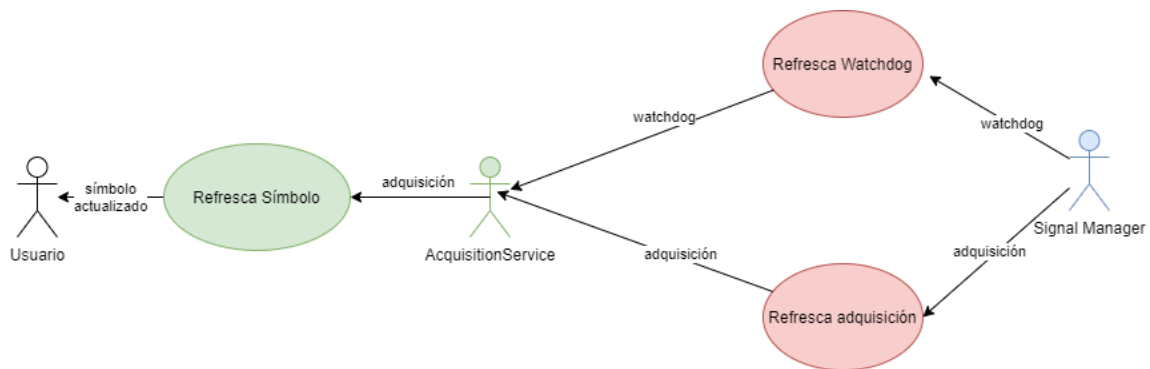 Refresca Watchdog
watchdog
watchdog
adquisición
Refresca Símbolo
símbolo
actualizado
Usuario
AcquisitionService
Signal Manager
adquisición
adquisición
Refresca adquisición